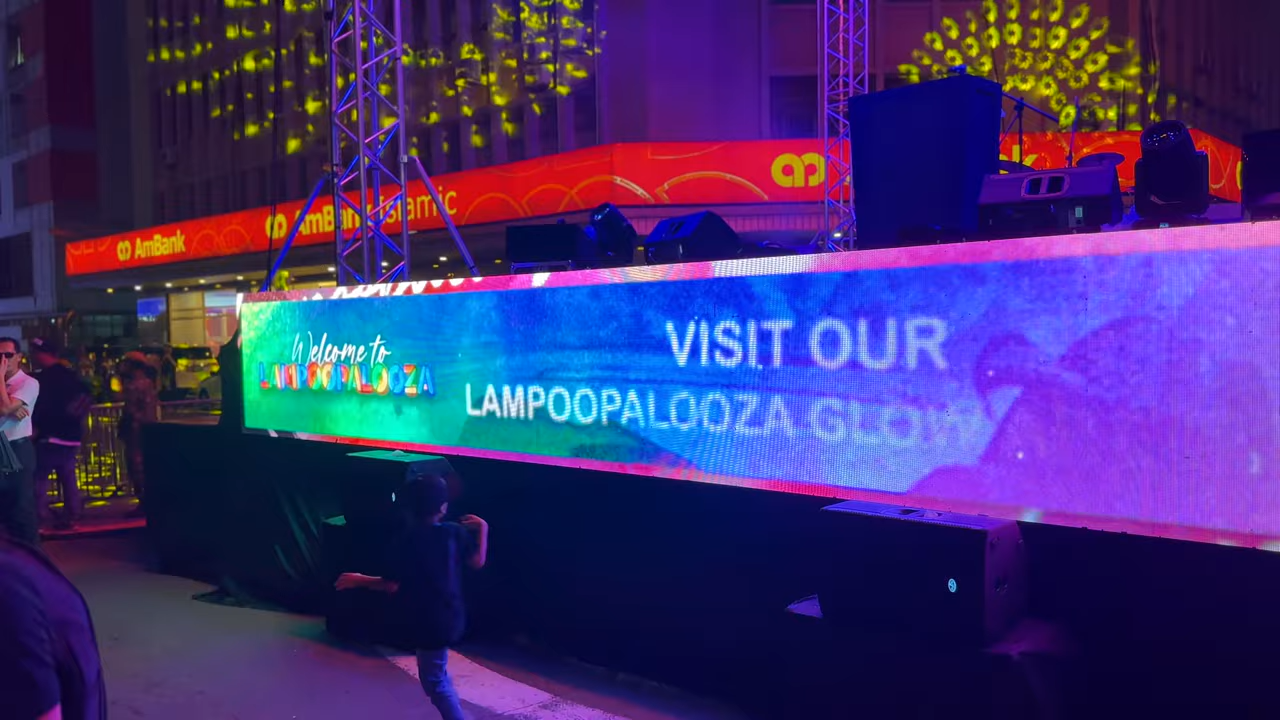 AmBank
AmBank Islamic
Welcome to
LAMPOOPALOOZA
VISIT OUR
LAMPOOPALOOZA GLOW